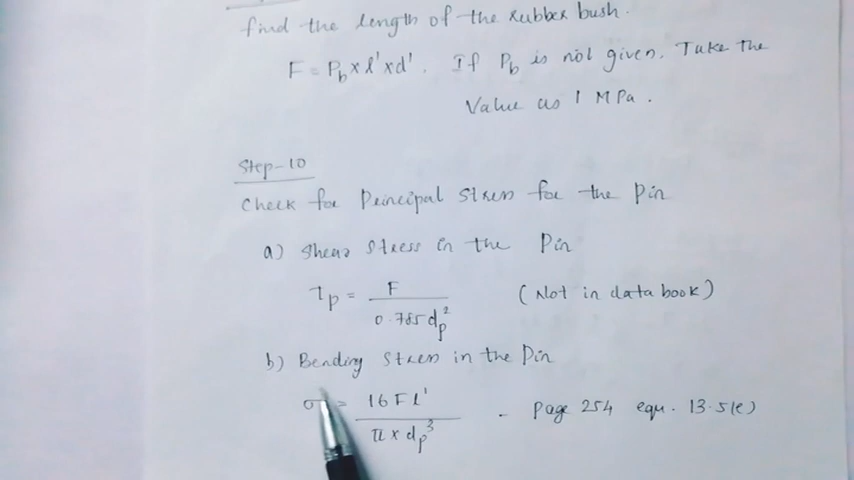 find the length of the rubber bush.
F = Pb x l' x d'. If Pb is not given, Take the
Value as 1 MPa.
Step-10
Check for Principal Stress for the Pin
a) Shear Stress in the Pin
τp = F / 0.785 dp² (Not in data book)
b) Bending Stress in the Pin
σ = 16 F l' / π x dp³ - Page 254 equ. 13.5(e)